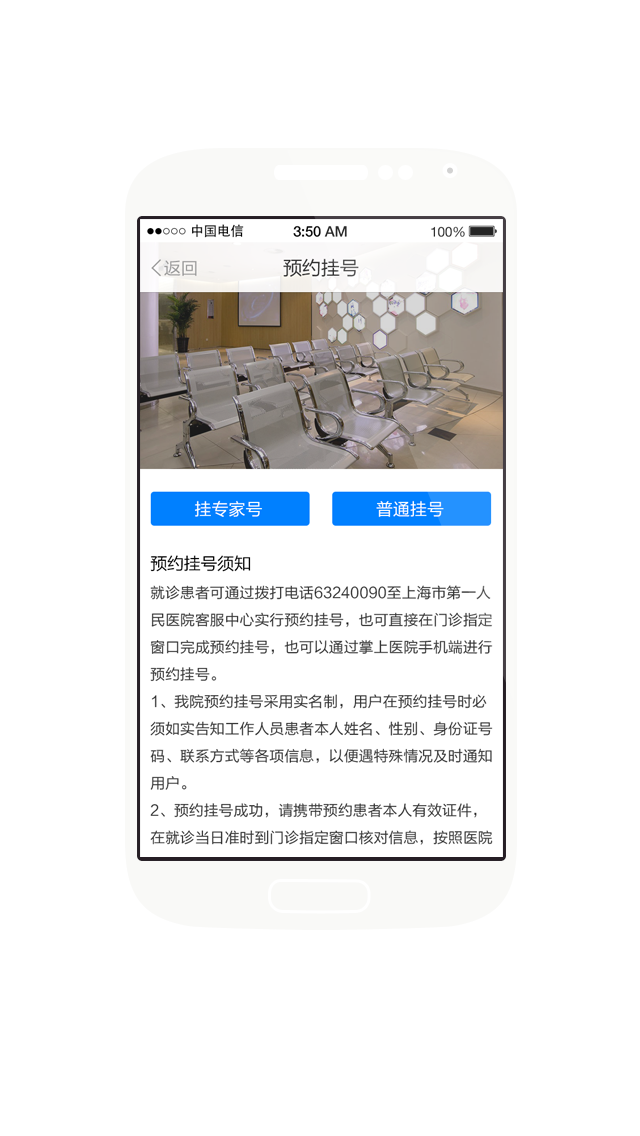 中国电信 3:50 AM 100%
返回 预约挂号
挂专家号 普通挂号
预约挂号须知
就诊患者可通过拨打电话63240090至上海市第一人
民医院客服中心实行预约挂号，也可直接在门诊指定
窗口完成预约挂号，也可以通过掌上医院手机端进行
预约挂号。
1、我院预约挂号采用实名制，用户在预约挂号时必
须如实告知工作人员患者本人姓名、性别、身份证号
码、联系方式等各项信息，以便遇特殊情况及时通知
用户。
2、预约挂号成功，请携带预约患者本人有效证件，
在就诊当日准时到门诊指定窗口核对信息，按照医院